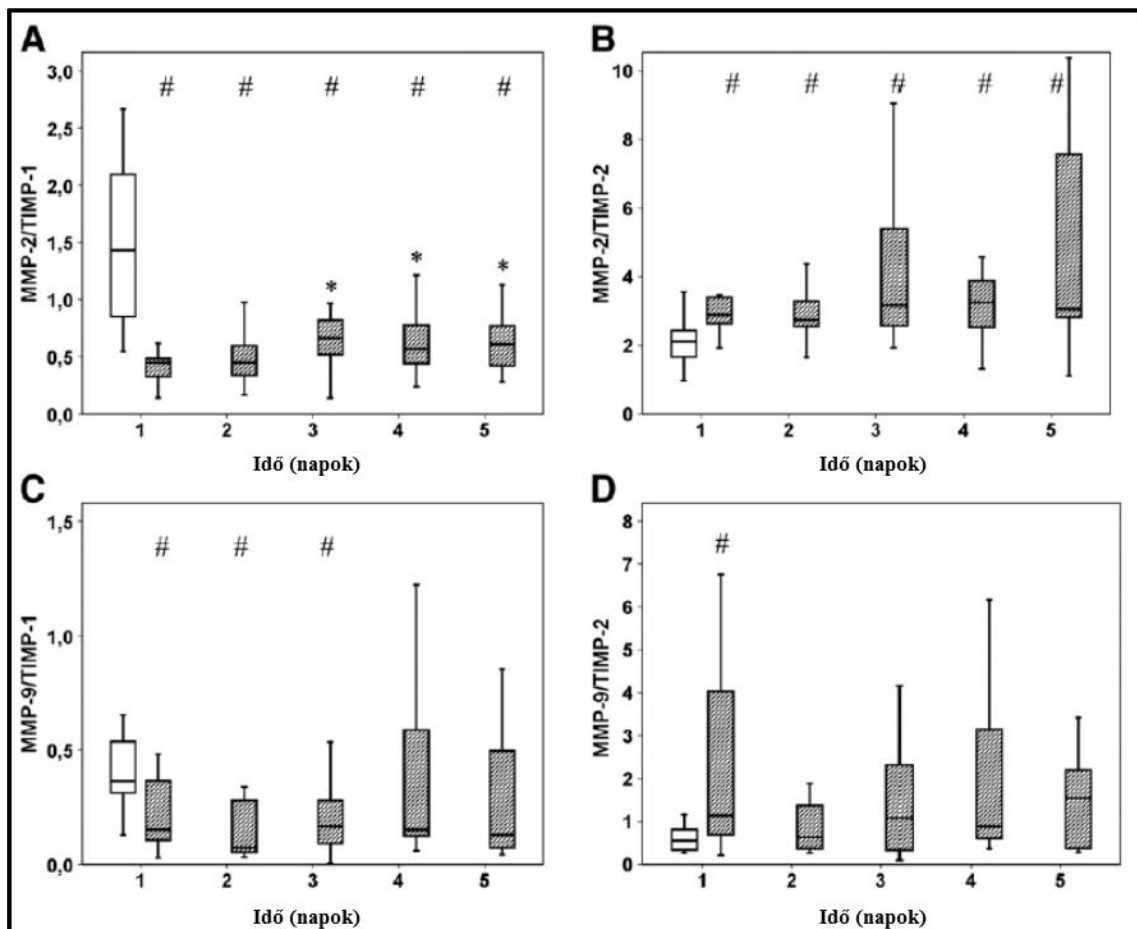 A
MMP-2/TIMP-1
3,0
2,5
2,0
1,5
1,0
0,5
0,0
# # # # #
* * *
1 2 3 4 5
Idő (napok)
B
MMP-2/TIMP-2
10
8
6
4
2
0
# # # # #
1 2 3 4 5
Idő (napok)
C
MMP-9/TIMP-1
1,5
1,0
0,5
0,0
# # #
1 2 3 4 5
Idő (napok)
D
MMP-9/TIMP-2
8
7
6
5
4
3
2
1
0
#
1 2 3 4 5
Idő (napok)